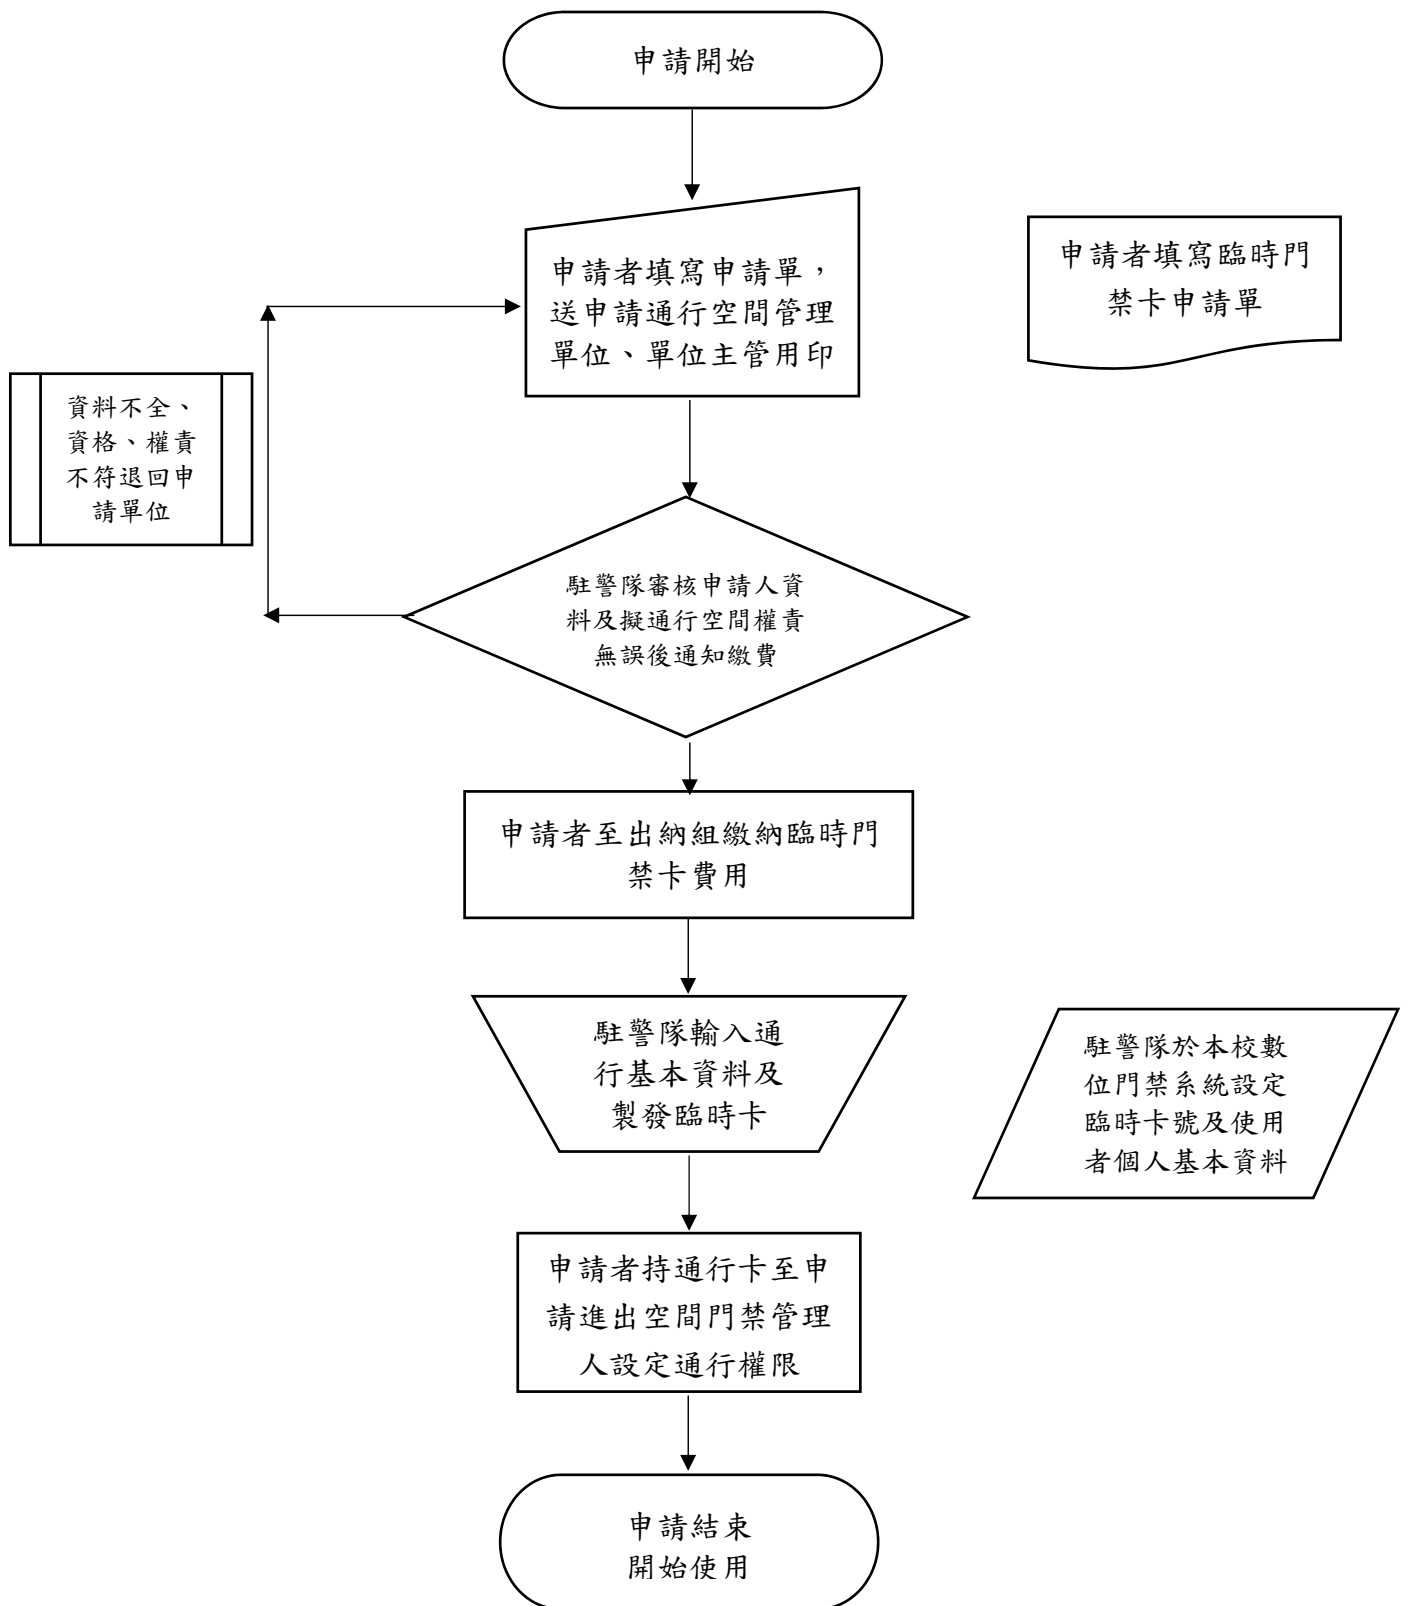 申請開始
申請者填寫申請單，
送申請通行空間管理
單位、單位主管用印
申請者填寫臨時門
禁卡申請單
資料不全、
資格、權責
不符退回申
請單位
駐警隊審核申請人資
料及擬通行空間權責
無誤後通知繳費
申請者至出納組繳納臨時門
禁卡費用
駐警隊輸入通
行基本資料及
製發臨時卡
駐警隊於本校數
位門禁系統設定
臨時卡號及使用
者個人基本資料
申請者持通行卡至申
請進出空間門禁管理
人設定通行權限
申請結束
開始使用